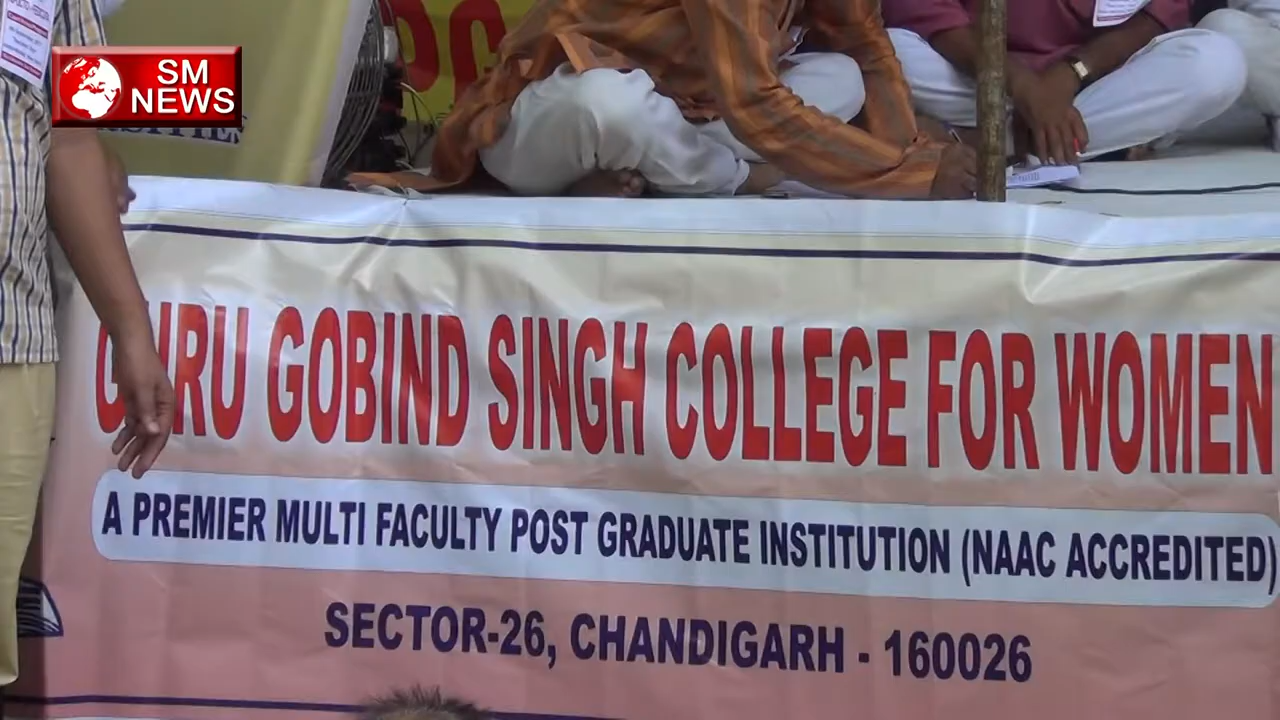 SM
NEWS
GURU GOBIND SINGH COLLEGE FOR WOMEN
A PREMIER MULTI FACULTY POST GRADUATE INSTITUTION (NAAC ACCREDITED)
SECTOR-26, CHANDIGARH - 160026